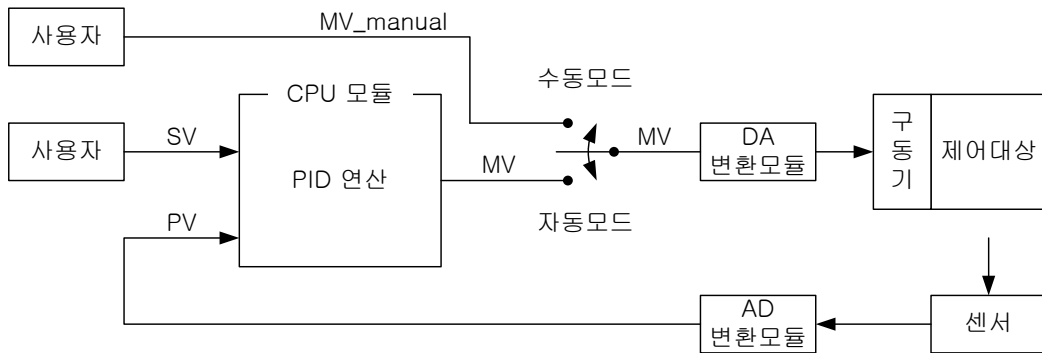 사용자
MV_manual
수동모드
CPU 모듈
구동기
제어대상
사용자
SV
MV
DA
변환모듈
PID 연산
MV
PV
자동모드
AD
변환모듈
센서